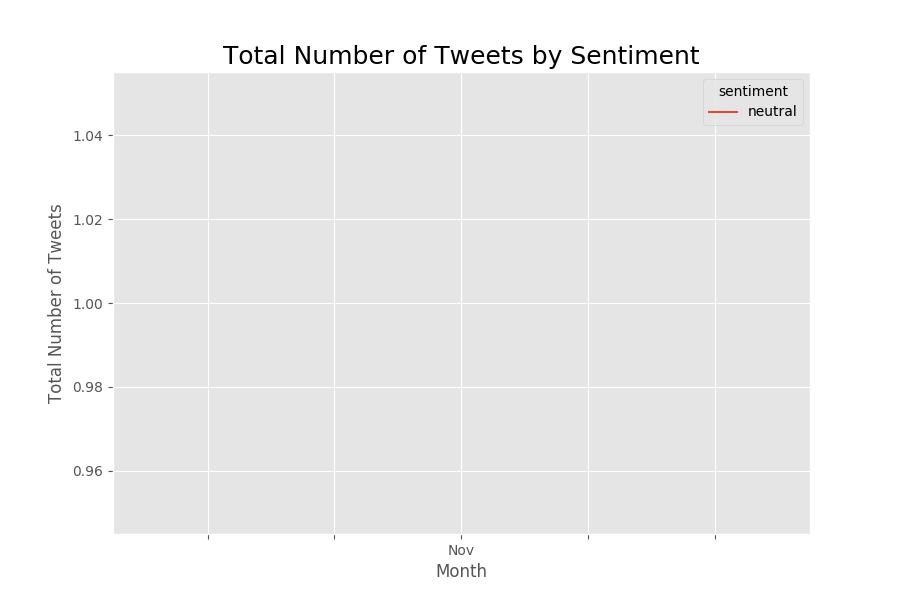 Total Number of Tweets by Sentiment
sentiment
neutral
1.04
1.02
1.00
0.98
0.96
Total Number of Tweets
Nov
Month